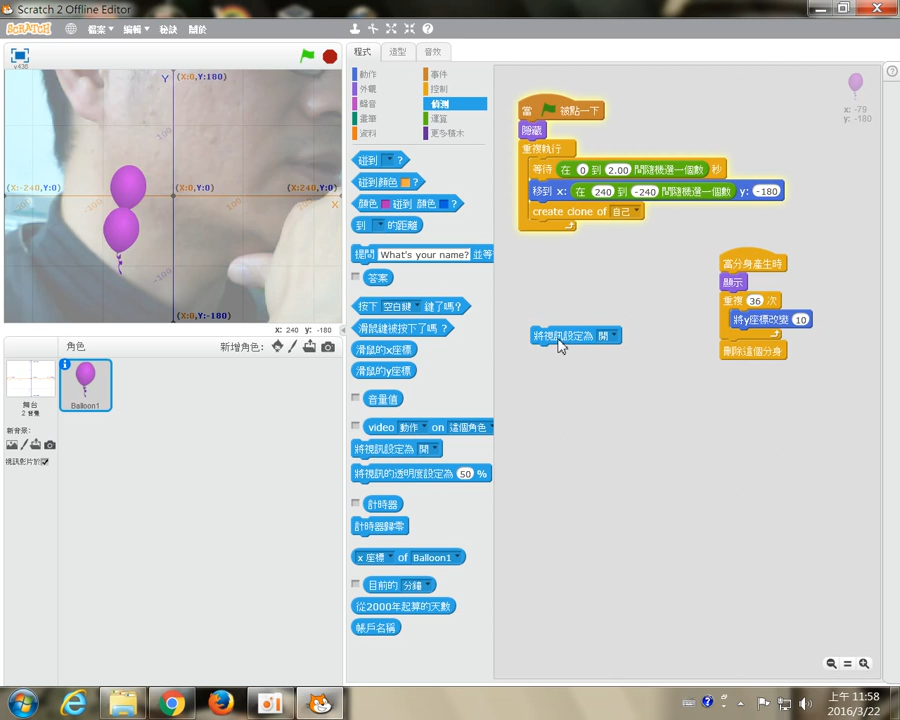 Scratch 2 Offline Editor
SCRATCH 檔案 編輯 秘訣 關於
v436
Y (X:0,Y:180)
100
(X:-240,Y:0) (X:0,Y:0) (X:240,Y:0)
X
-100
(X:0,Y:-180)
x: 240 y: -180
角色 新增角色:
舞台
2 背景
新背景:
視訊影片於
Balloon1
程式 造型 音效
動作 事件
外觀 控制
聲音 偵測
畫筆 運算
資料 更多積木
碰到 ?
碰到顏色 ?
顏色 碰到 顏色 ?
到 的距離
提問 What's your name? 並等
答案
按下 空白鍵 鍵了嗎?
滑鼠鍵被按下了嗎?
滑鼠的x座標
滑鼠的y座標
音量值
video 動作 on 這個角色
將視訊設定為 開
將視訊的透明度設定為 50 %
計時器
計時器歸零
x 座標 of Balloon1
目前的 分鐘
從2000年起算的天數
帳戶名稱
當 被點一下
隱藏
重複執行
等待 在 0 到 2.00 間隨機選一個數 秒
移到 x: 在 240 到 -240 間隨機選一個數 y: -180
create clone of 自己
將視訊設定為 開
當分身產生時
顯示
重複 36 次
將y座標改變 10
刪除這個分身
x: -79
y: -180
上午 11:58
2016/3/22